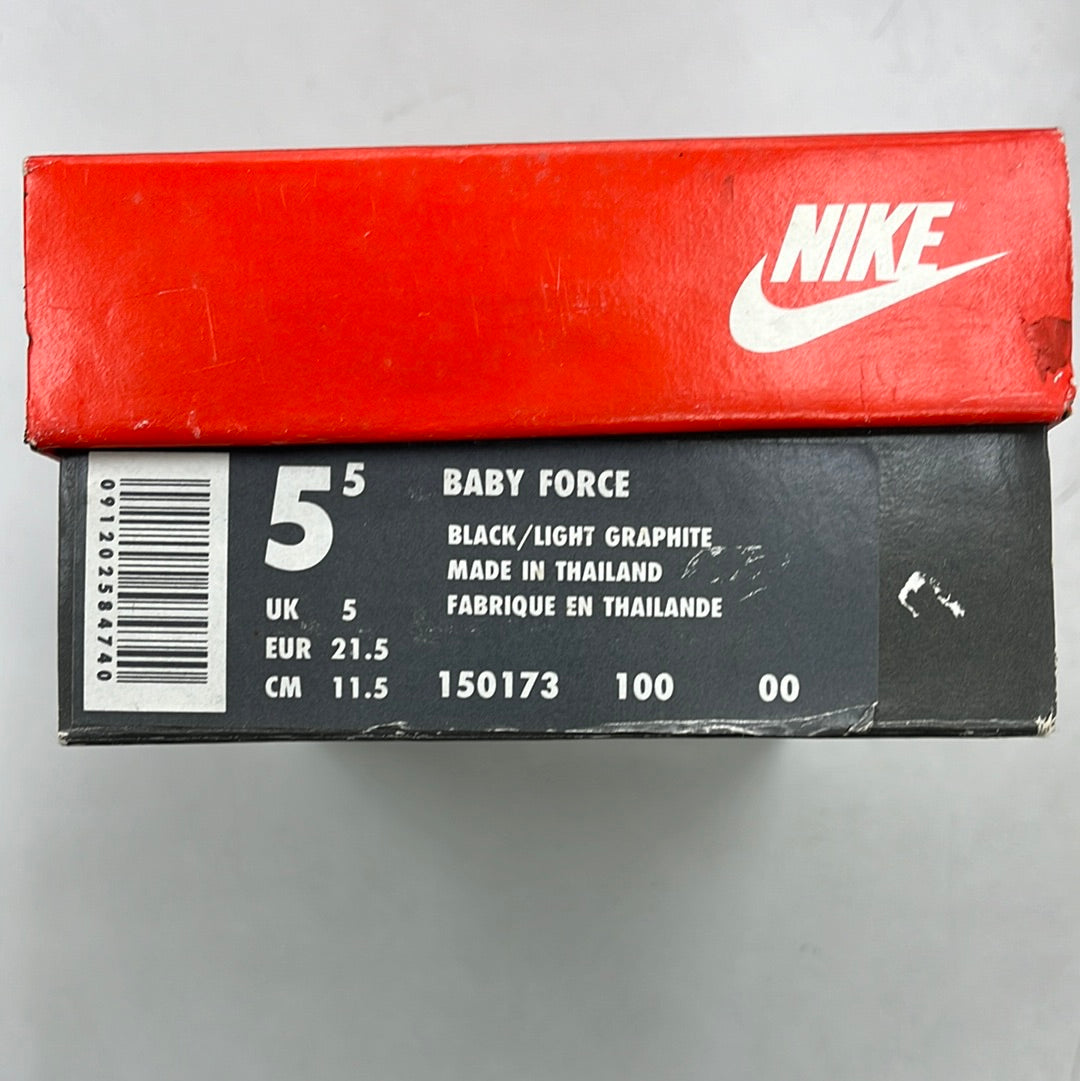 NIKE
091202584740
5 5
BABY FORCE
BLACK/LIGHT GRAPHITE
MADE IN THAILAND
FABRIQUE EN THAILANDE
UK 5
EUR 21.5
CM 11.5
150173 100 00